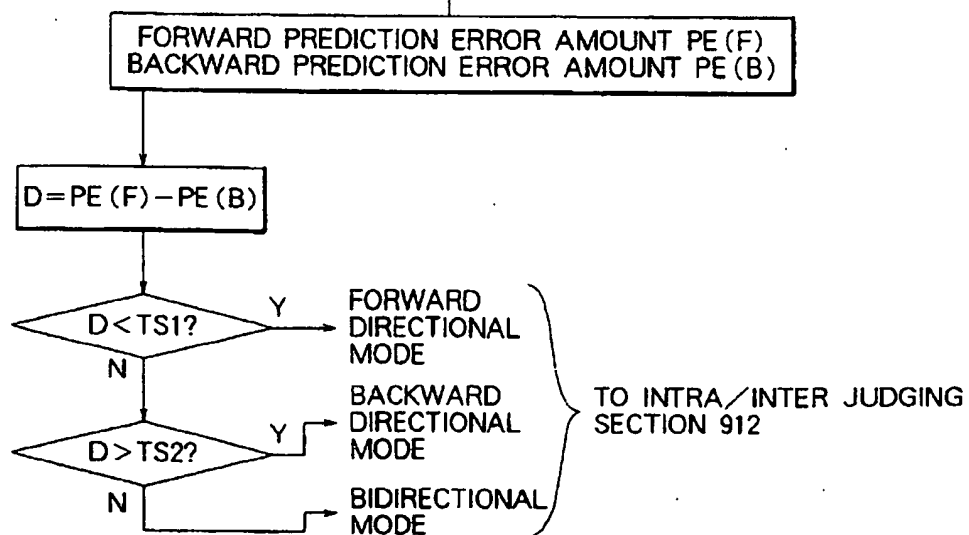 FORWARD PREDICTION ERROR AMOUNT PE(F)
BACKWARD PREDICTION ERROR AMOUNT PE(B)
D=PE(F)-PE(B)
D<TS1?
Y
FORWARD
DIRECTIONAL
MODE
N
D>TS2?
Y
BACKWARD
DIRECTIONAL
MODE
N
BIDIRECTIONAL
MODE
TO INTRA/INTER JUDGING
SECTION 912